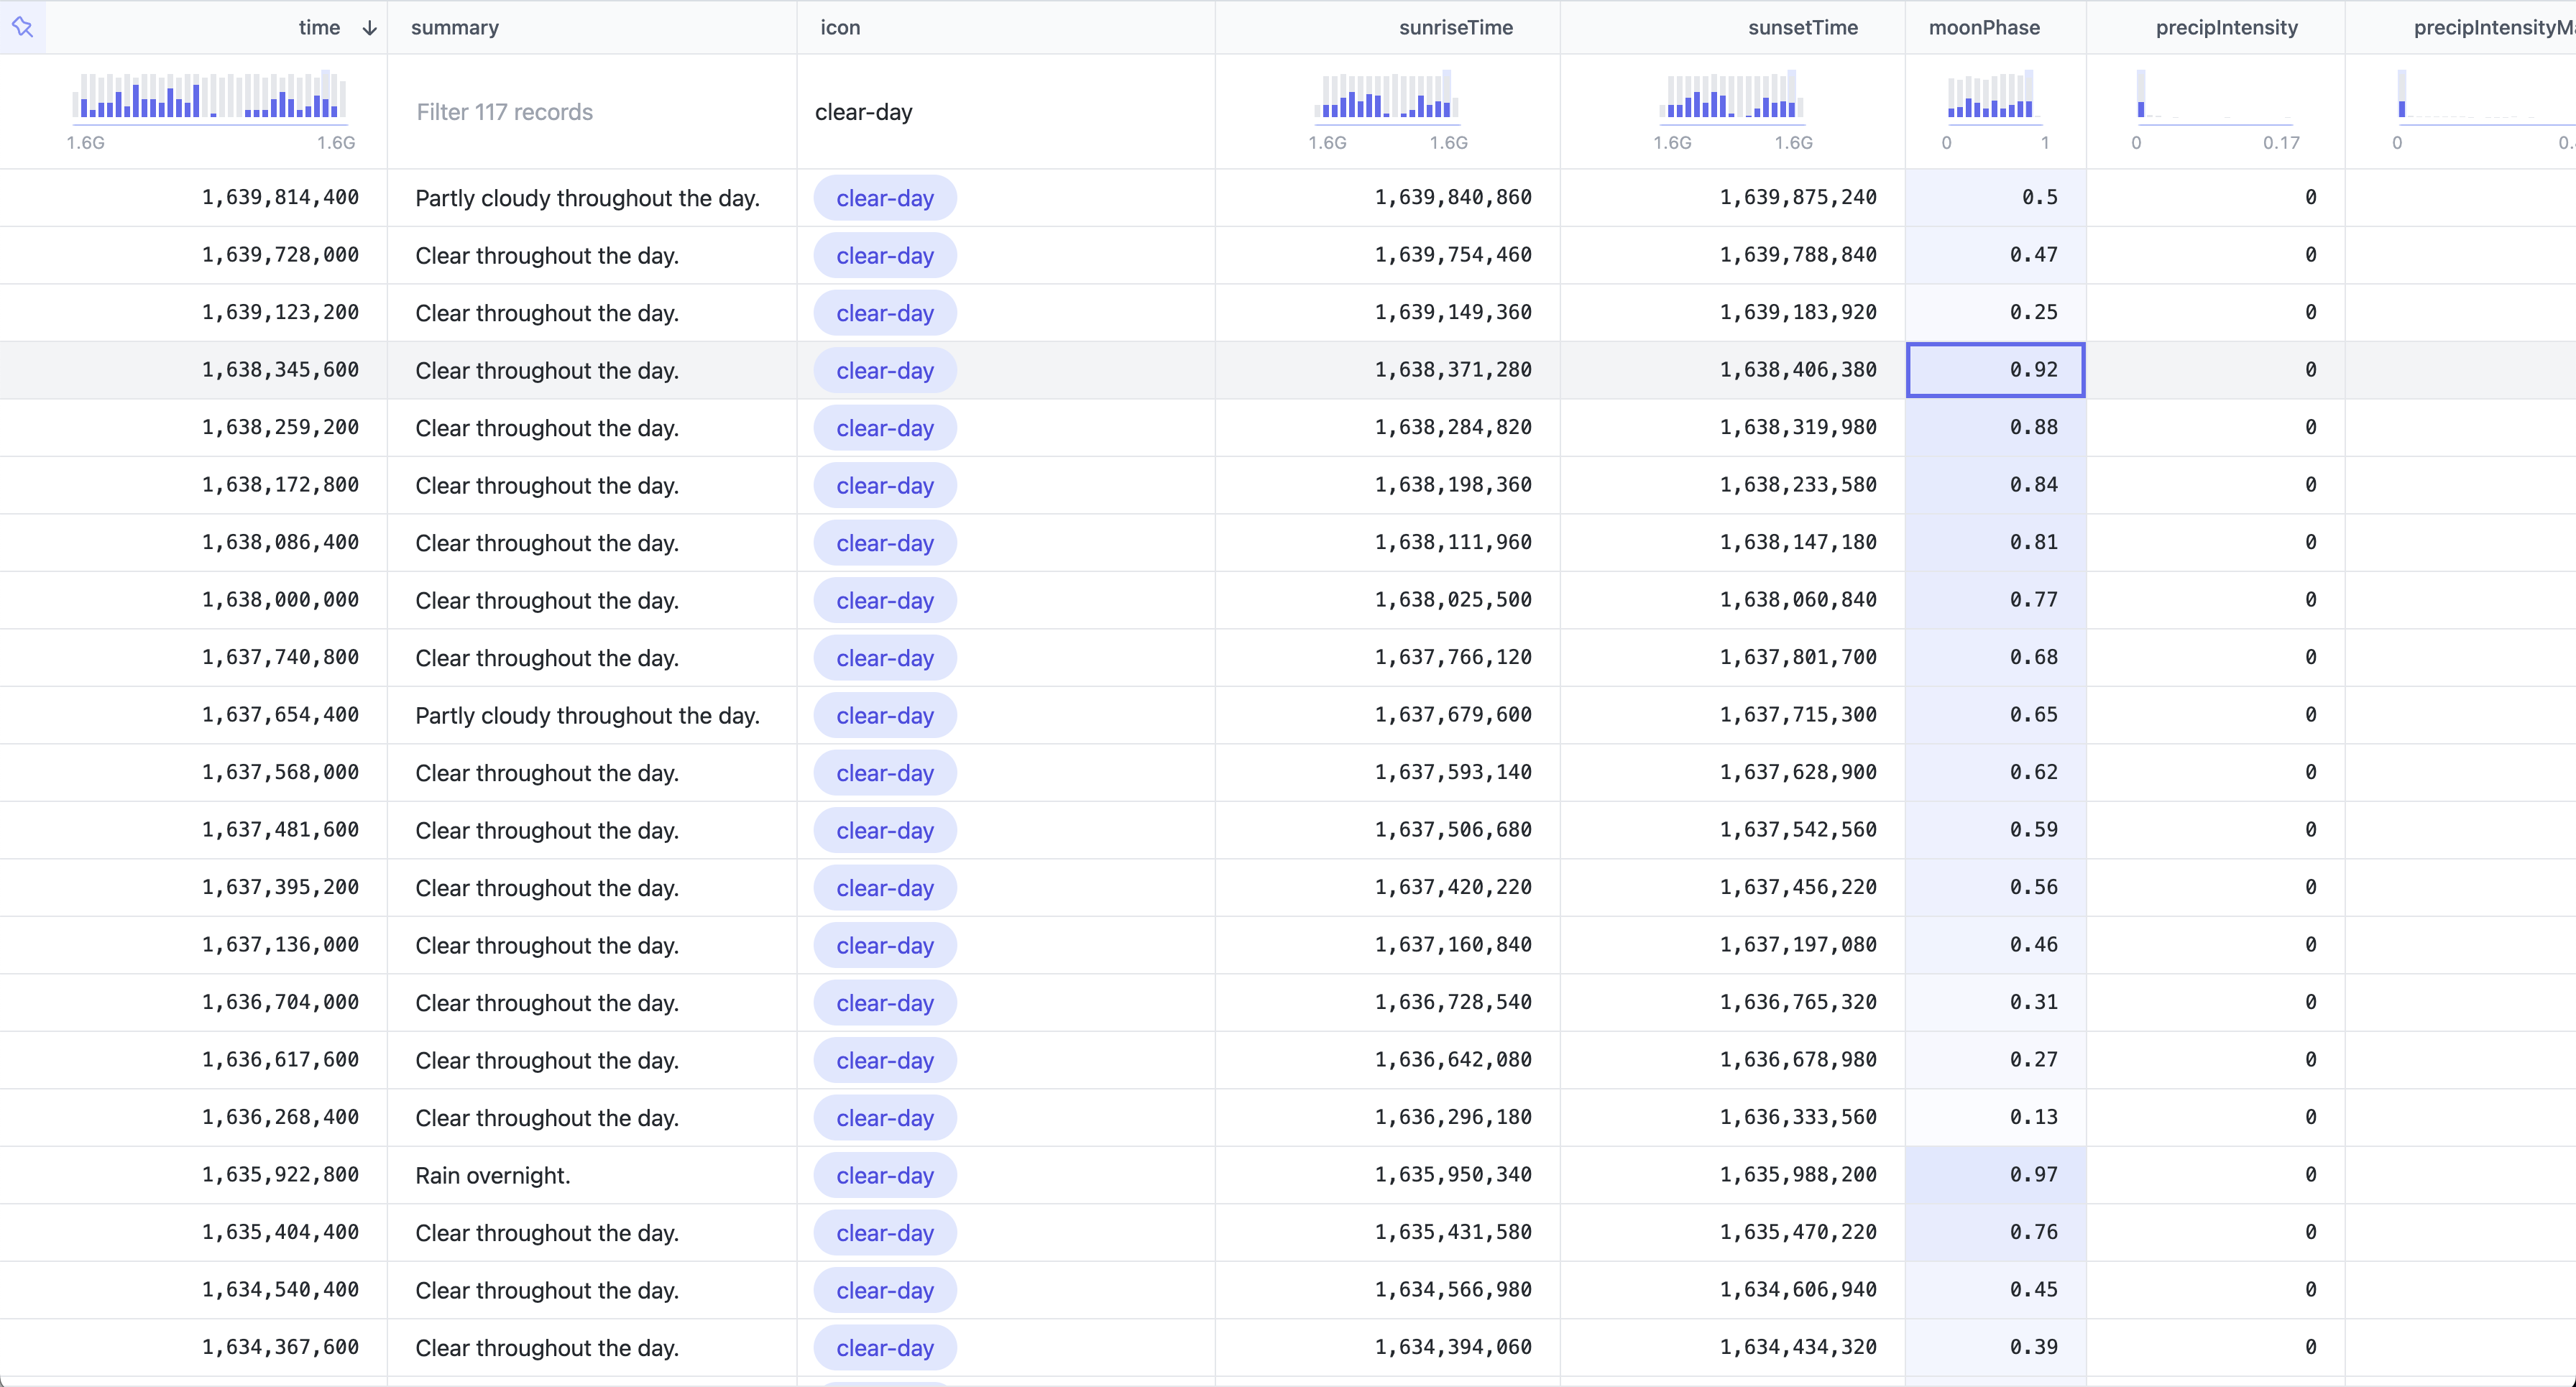 time summary icon sunriseTime sunsetTime moonPhase precipIntensity precipIntensityM
Filter 117 records clear-day
1.6G 1.6G 1.6G 1.6G 1.6G 1.6G 0 1 0 0.17 0 0.
1,639,814,400 Partly cloudy throughout the day. clear-day 1,639,840,860 1,639,875,240 0.5 0
1,639,728,000 Clear throughout the day. clear-day 1,639,754,460 1,639,788,840 0.47 0
1,639,123,200 Clear throughout the day. clear-day 1,639,149,360 1,639,183,920 0.25 0
1,638,345,600 Clear throughout the day. clear-day 1,638,371,280 1,638,406,380 0.92 0
1,638,259,200 Clear throughout the day. clear-day 1,638,284,820 1,638,319,980 0.88 0
1,638,172,800 Clear throughout the day. clear-day 1,638,198,360 1,638,233,580 0.84 0
1,638,086,400 Clear throughout the day. clear-day 1,638,111,960 1,638,147,180 0.81 0
1,638,000,000 Clear throughout the day. clear-day 1,638,025,500 1,638,060,840 0.77 0
1,637,740,800 Clear throughout the day. clear-day 1,637,766,120 1,637,801,700 0.68 0
1,637,654,400 Partly cloudy throughout the day. clear-day 1,637,679,600 1,637,715,300 0.65 0
1,637,568,000 Clear throughout the day. clear-day 1,637,593,140 1,637,628,900 0.62 0
1,637,481,600 Clear throughout the day. clear-day 1,637,506,680 1,637,542,560 0.59 0
1,637,395,200 Clear throughout the day. clear-day 1,637,420,220 1,637,456,220 0.56 0
1,637,136,000 Clear throughout the day. clear-day 1,637,160,840 1,637,197,080 0.46 0
1,636,704,000 Clear throughout the day. clear-day 1,636,728,540 1,636,765,320 0.31 0
1,636,617,600 Clear throughout the day. clear-day 1,636,642,080 1,636,678,980 0.27 0
1,636,268,400 Clear throughout the day. clear-day 1,636,296,180 1,636,333,560 0.13 0
1,635,922,800 Rain overnight. clear-day 1,635,950,340 1,635,988,200 0.97 0
1,635,404,400 Clear throughout the day. clear-day 1,635,431,580 1,635,470,220 0.76 0
1,634,540,400 Clear throughout the day. clear-day 1,634,566,980 1,634,606,940 0.45 0
1,634,367,600 Clear throughout the day. clear-day 1,634,394,060 1,634,434,320 0.39 0